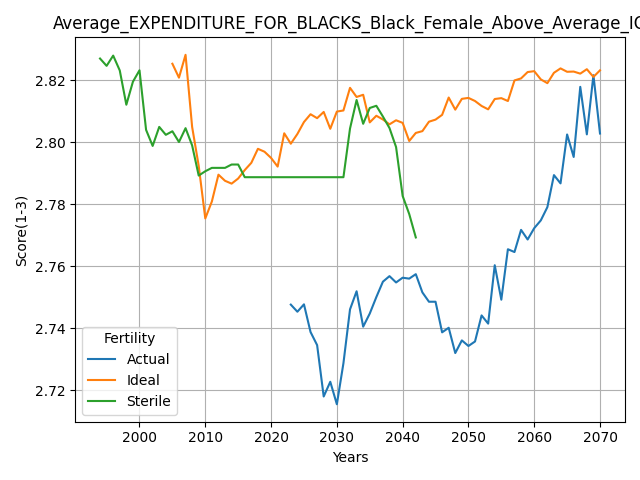 Average_EXPENDITURE_FOR_BLACKS_Black_Female_Above_Average_IQ
2.82
2.80
2.78
2.76
2.74
2.72
Score(1-3)
Fertility
Actual
Ideal
Sterile
2000 2010 2020 2030 2040 2050 2060 2070
Years